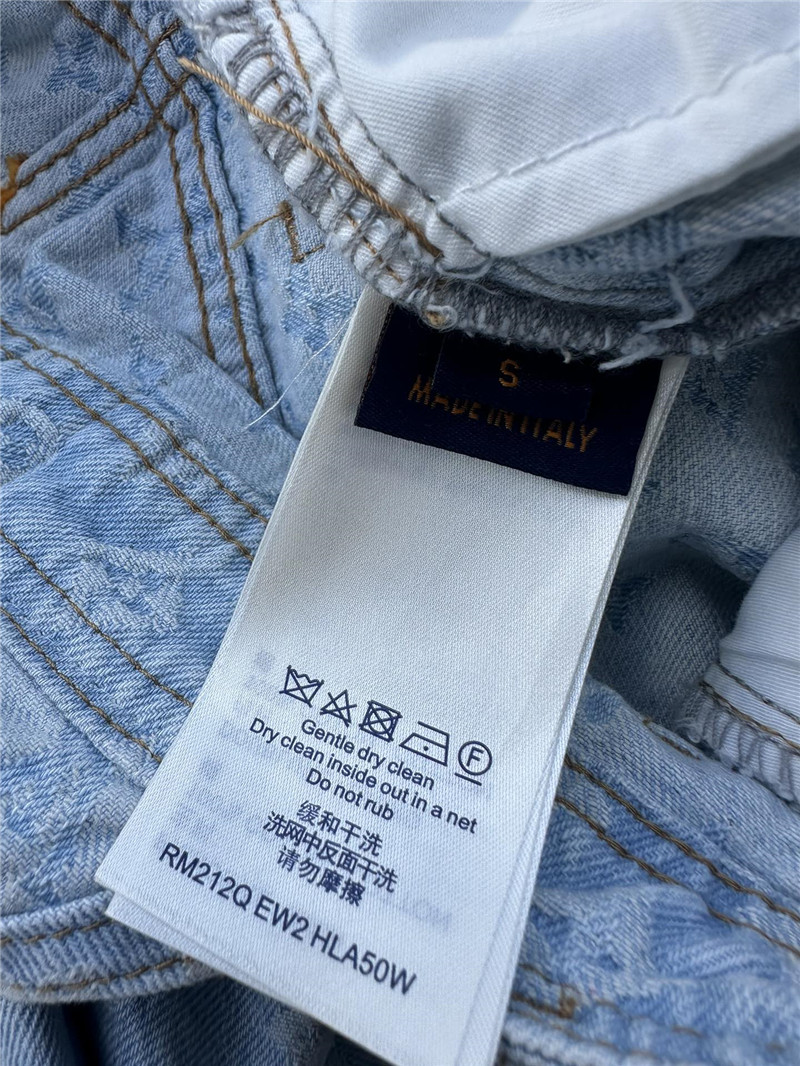 S
MADE IN ITALY
F
Gentle dry clean
Dry clean inside out in a net
Do not rub
缓和干洗
洗网中反面干洗
请勿摩擦
RM212Q EW2 HLA50W